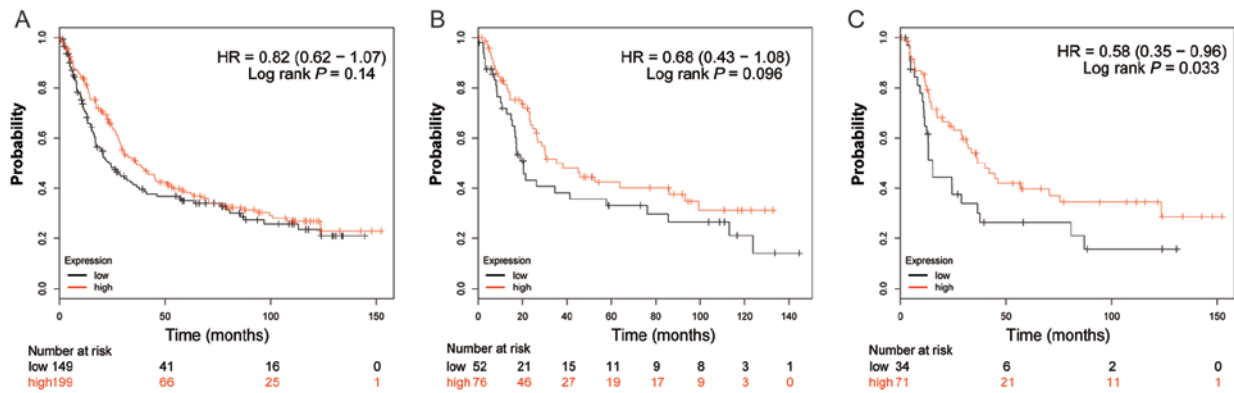 A
HR = 0.82 (0.62 – 1.07)
Log rank P = 0.14
Probability
1.0
0.8
0.6
0.4
0.2
0.0
Expression
low
high
0 50 100 150
Time (months)
Number at risk
low 149 41 16 0
high199 66 25 1
B
HR = 0.68 (0.43 – 1.08)
Log rank P = 0.096
Probability
1.0
0.8
0.6
0.4
0.2
0.0
Expression
low
high
0 20 40 60 80 100 120 140
Time (months)
Number at risk
low 52 21 15 11 9 8 3 1
high 76 46 27 19 17 9 3 0
C
HR = 0.58 (0.35 – 0.96)
Log rank P = 0.033
Probability
1.0
0.8
0.6
0.4
0.2
0.0
Expression
low
high
0 50 100 150
Time (months)
Number at risk
low 34 6 2 0
high71 21 11 1